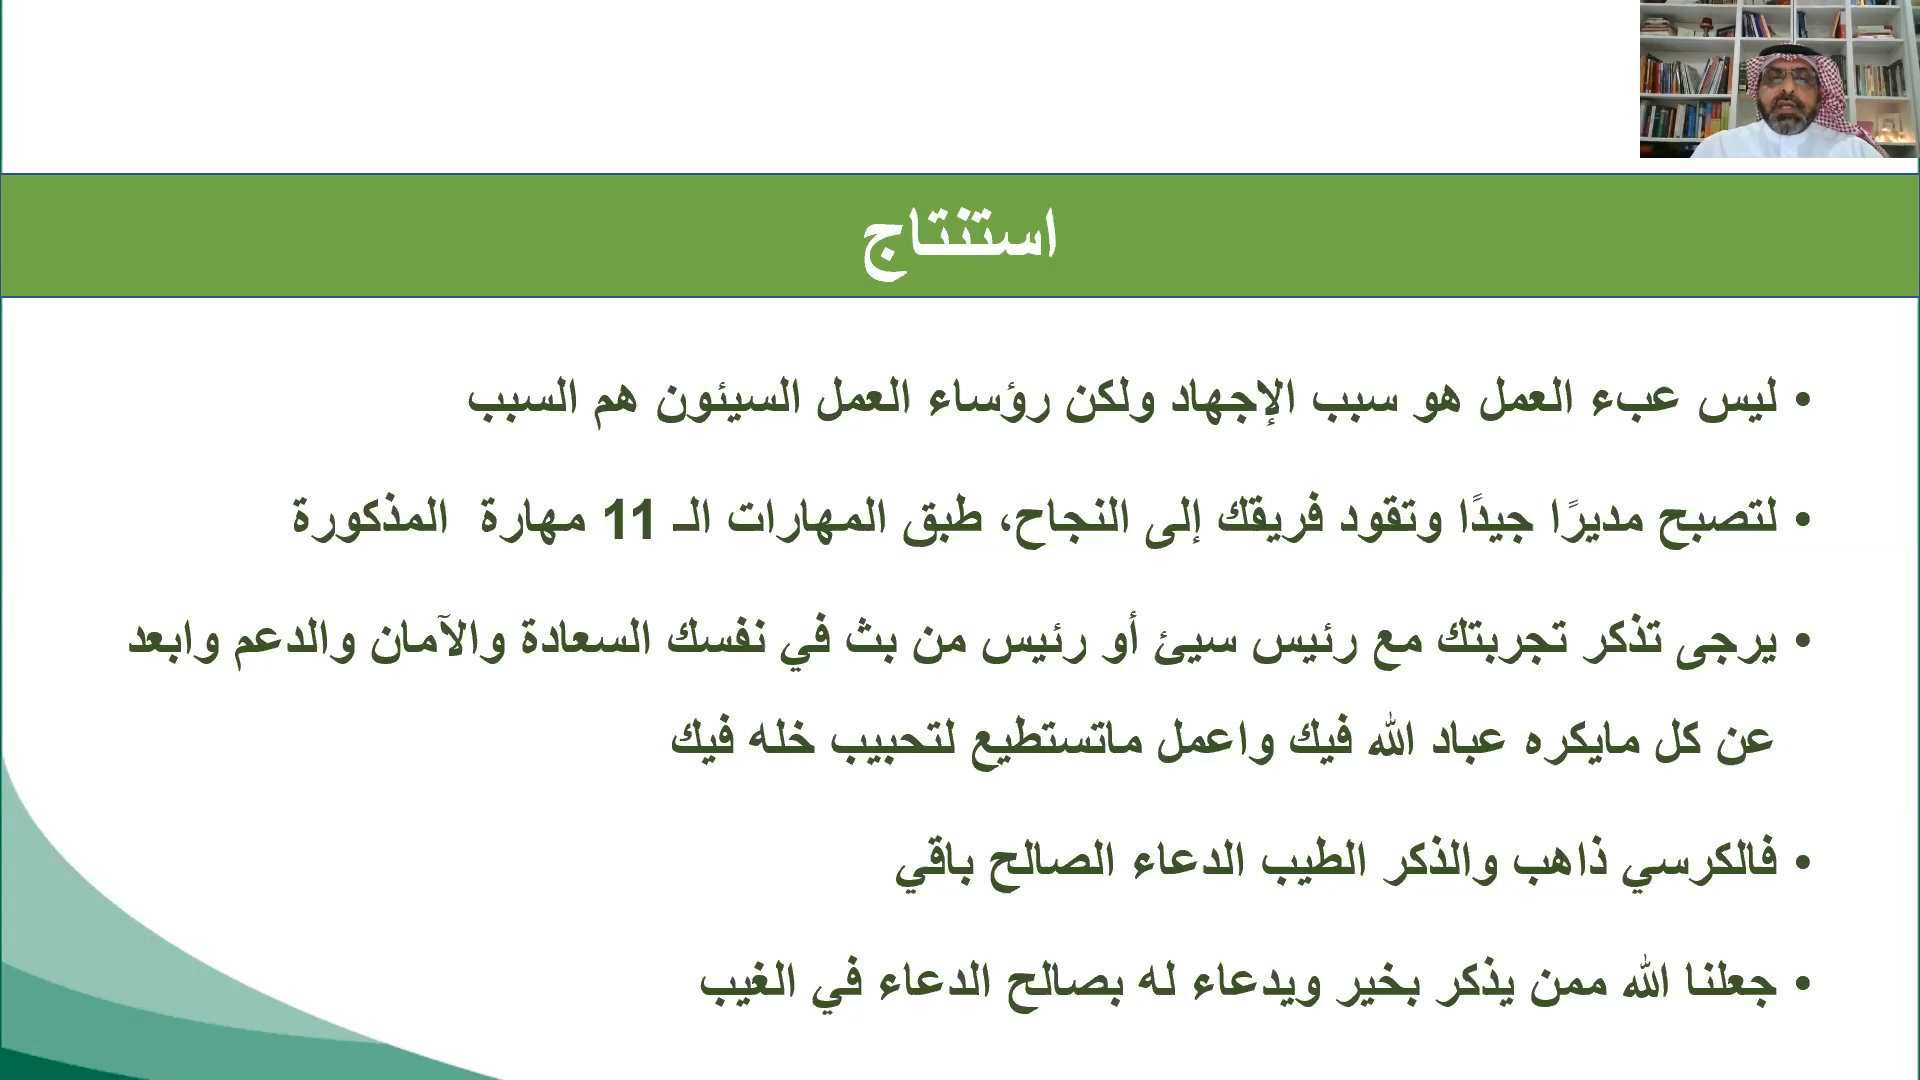 استنتاج
• ليس عبء العمل هو سبب الإجهاد ولكن رؤساء العمل السيئون هم السبب
• لتصبح مديرًا جيدًا وتقود فريقك إلى النجاح، طبق المهارات الـ 11 مهارة المذكورة
• يرجى تذكر تجربتك مع رئيس سيئ أو رئيس من بث في نفسك السعادة والآمان والدعم وابعد
عن كل مايكره عباد الله فيك واعمل ماتستطيع لتحبيب خله فيك
• فالكرسي ذاهب والذكر الطيب الدعاء الصالح باقي
• جعلنا الله ممن يذكر بخير ويدعاء له بصالح الدعاء في الغيب